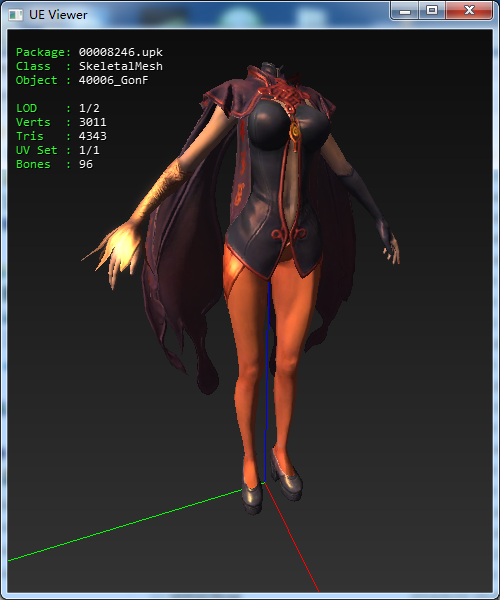 UE Viewer
Package: 00008246.upk
Class  : SkeletalMesh
Object : 40006_GonF
LOD    : 1/2
Verts  : 3011
Tris   : 4343
UV Set : 1/1
Bones  : 96